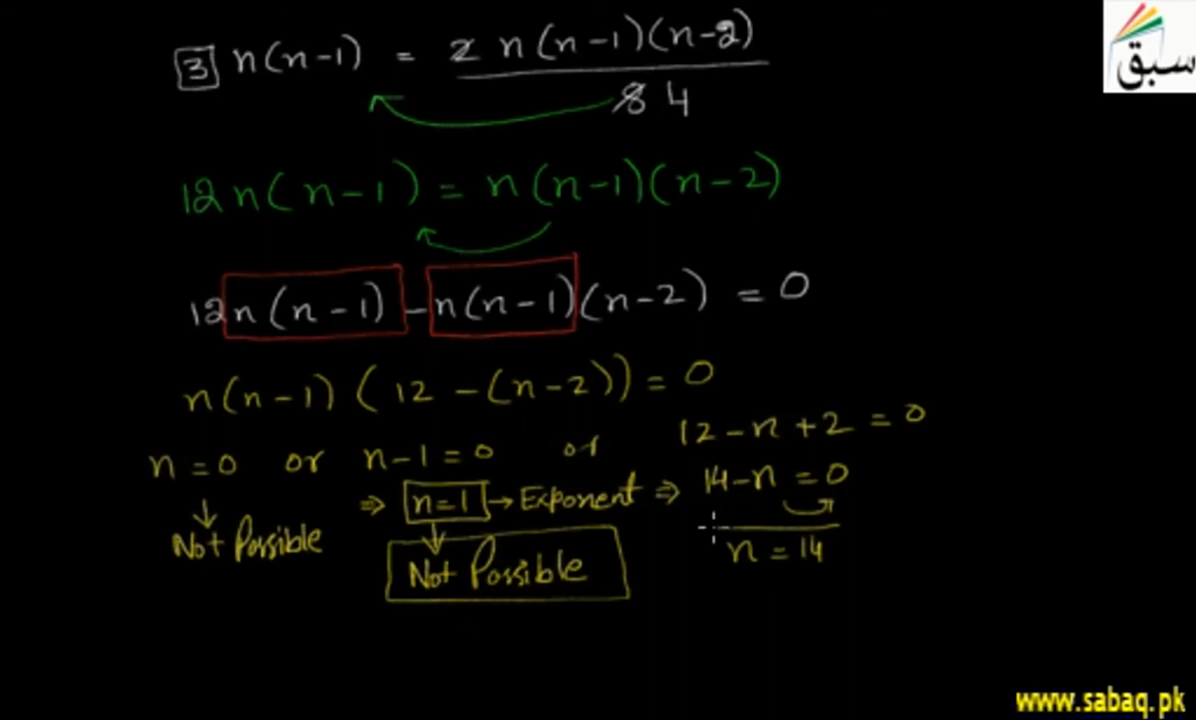 سبق
3 n(n-1) = 2 n(n-1)(n-2)
8 4
12n(n-1) = n(n-1)(n-2)
12n(n-1) - n(n-1)(n-2) = 0
n(n-1) (12 - (n-2)) = 0
12 - n + 2 = 0
n = 0 or n-1 = 0 or
14 - n = 0
⇒ n=1 → Exponent ⇒
Not Possible
Not Possible
n = 14
www.sabaq.pk